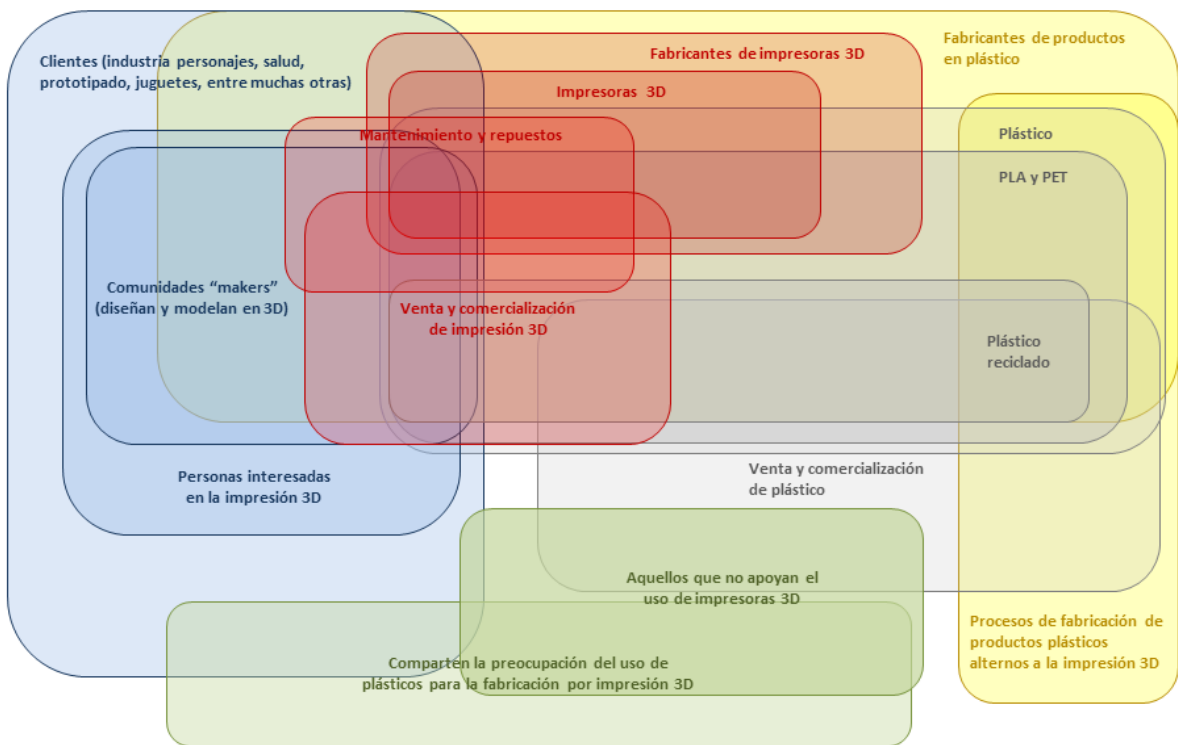 Fabricantes de productos
en plástico
Clientes (industria personajes, salud,
prototipado, juguetes, entre muchas otras)
Fabricantes de impresoras 3D
Impresoras 3D
Mantenimiento y repuestos
Plástico
PLA y PET
Comunidades “makers”
(diseñan y modelan en 3D)
Venta y comercialización
de impresión 3D
Plástico
reciclado
Personas interesadas
en la impresión 3D
Venta y comercialización
de plástico
Aquellos que no apoyan el
uso de impresoras 3D
Procesos de fabricación de
productos plásticos
alternos a la impresión 3D
Comparten la preocupación del uso de
plásticos para la fabricación por impresión 3D